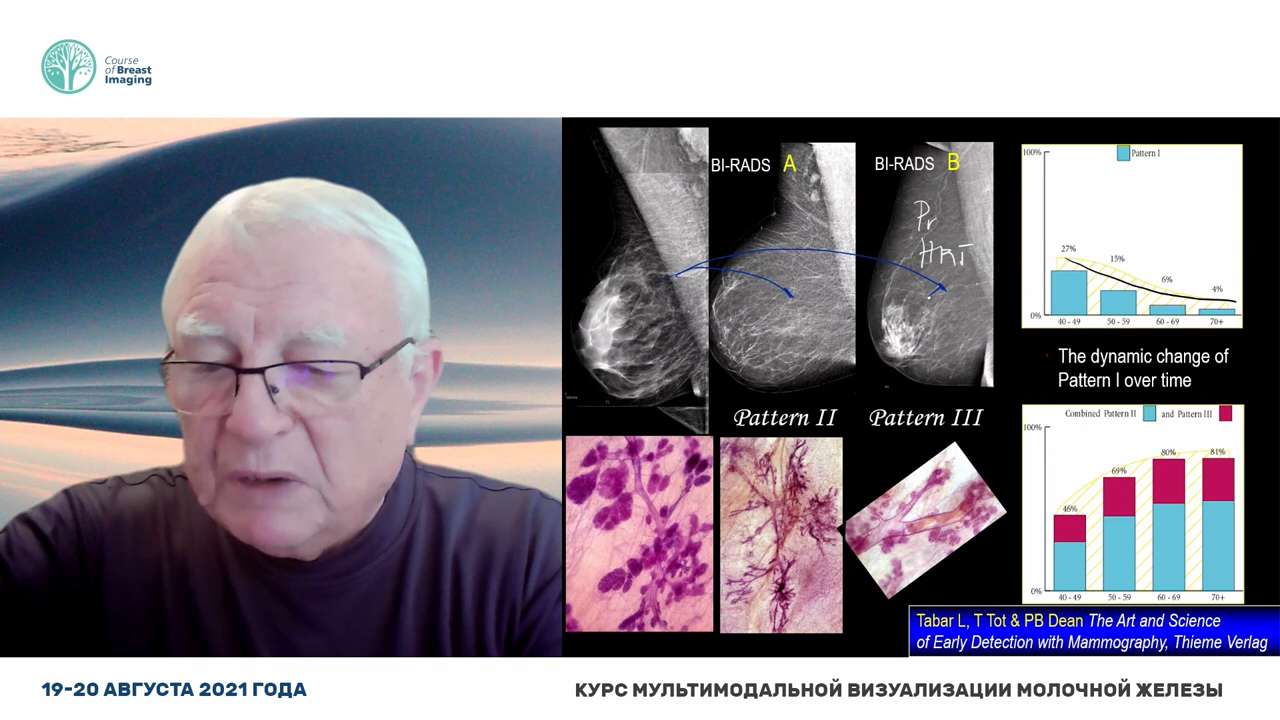 Course
of Breast
Imaging
BI-RADS A
BI-RADS B
Pr
HRT
Pattern II
Pattern III
100%
Pattern I
27%
15%
6%
4%
0%
40 - 49
50 - 59
60 - 69
70+
The dynamic change of
Pattern I over time
Combined Pattern II and Pattern III
100%
46%
69%
80%
81%
0%
40 - 49
50 - 59
60 - 69
70+
Tabar L, T Tot & PB Dean The Art and Science
of Early Detection with Mammography, Thieme Verlag
19-20 АВГУСТА 2021 ГОДА
КУРС МУЛЬТИМОДАЛЬНОЙ ВИЗУАЛИЗАЦИИ МОЛОЧНОЙ ЖЕЛЕЗЫ